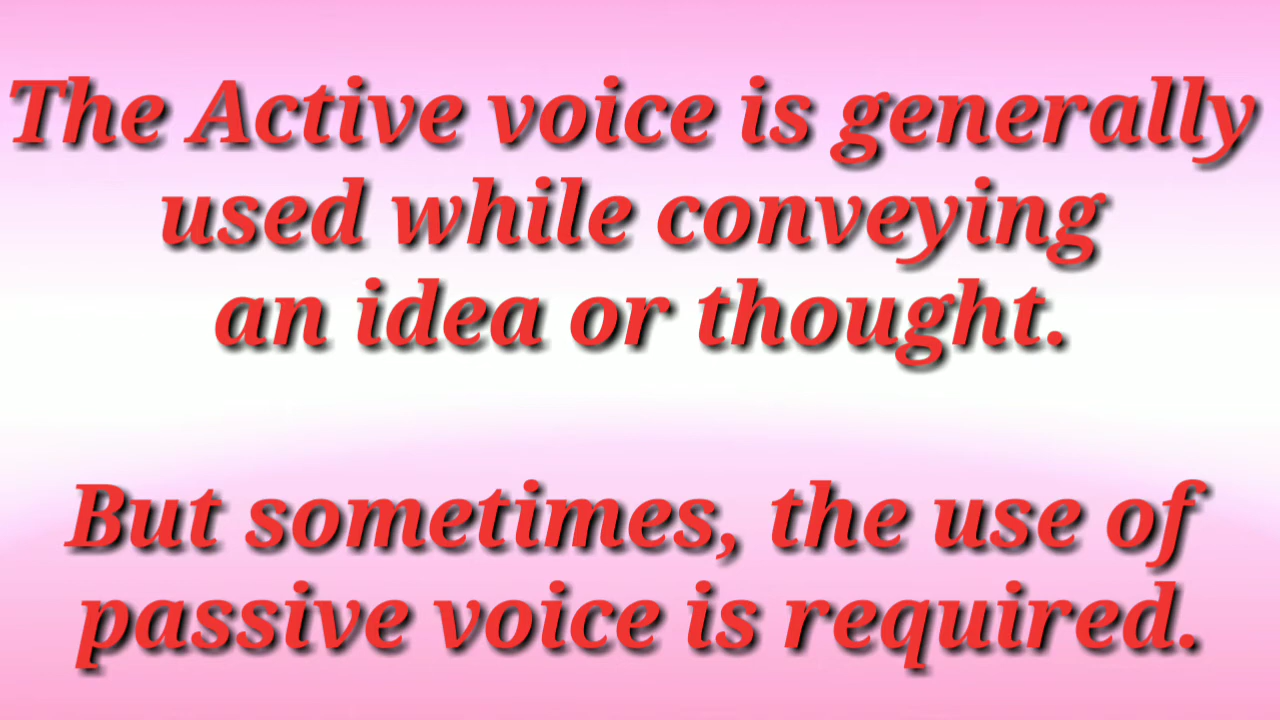 The Active voice is generally
used while conveying
an idea or thought.
But sometimes, the use of
passive voice is required.